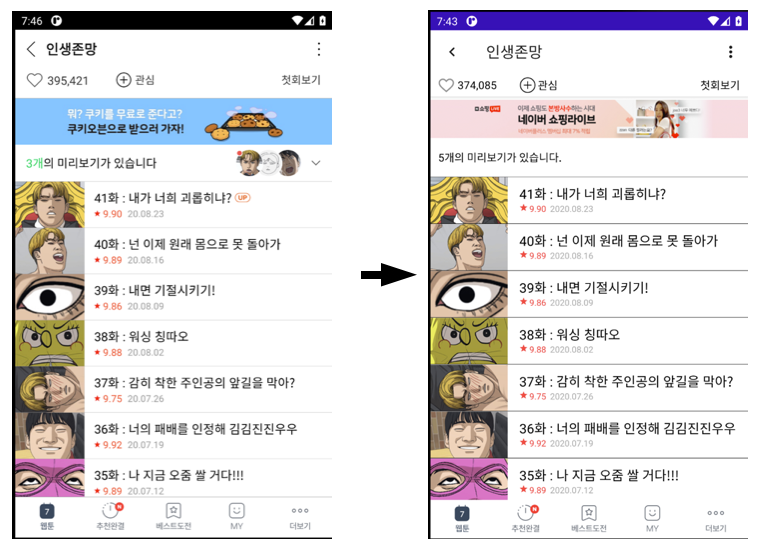 7:46
인생존망
395,421
관심
첫회보기
뭐? 쿠키를 무료로 준다고?
쿠키오븐으로 받으러 가자!
3개의 미리보기가 있습니다
41화 : 내가 너희 괴롭히냐? UP
★ 9.90 20.08.23
40화 : 넌 이제 원래 몸으로 못 돌아가
★ 9.89 20.08.16
39화 : 내면 기절시키기!
★ 9.86 20.08.09
38화 : 워싱 칭따오
★ 9.88 20.08.02
37화 : 감히 착한 주인공의 앞길을 막아?
★ 9.75 20.07.26
36화 : 너의 패배를 인정해 김김진진우우
★ 9.92 20.07.19
35화 : 나 지금 오줌 쌀 거다!!!
★ 9.89 20.07.12
7
웹툰
N
추천완결
베스트도전
MY
더보기
7:43
인생존망
374,085
관심
첫회보기
쇼핑 LIVE
이제 쇼핑도 본방사수하는 시대
네이버 쇼핑라이브
네이버플러스 멤버십 최대 7% 적립
5개의 미리보기가 있습니다.
41화 : 내가 너희 괴롭히냐?
★ 9.90 2020.08.23
40화 : 넌 이제 원래 몸으로 못 돌아가
★ 9.89 2020.08.16
39화 : 내면 기절시키기!
★ 9.86 2020.08.09
38화 : 워싱 칭따오
★ 9.88 2020.08.02
37화 : 감히 착한 주인공의 앞길을 막아?
★ 9.75 2020.07.26
36화 : 너의 패배를 인정해 김김진진우우
★ 9.92 2020.07.19
35화 : 나 지금 오줌 쌀 거다!!!
★ 9.89 2020.07.12
7
웹툰
N
추천완결
베스트도전
MY
더보기